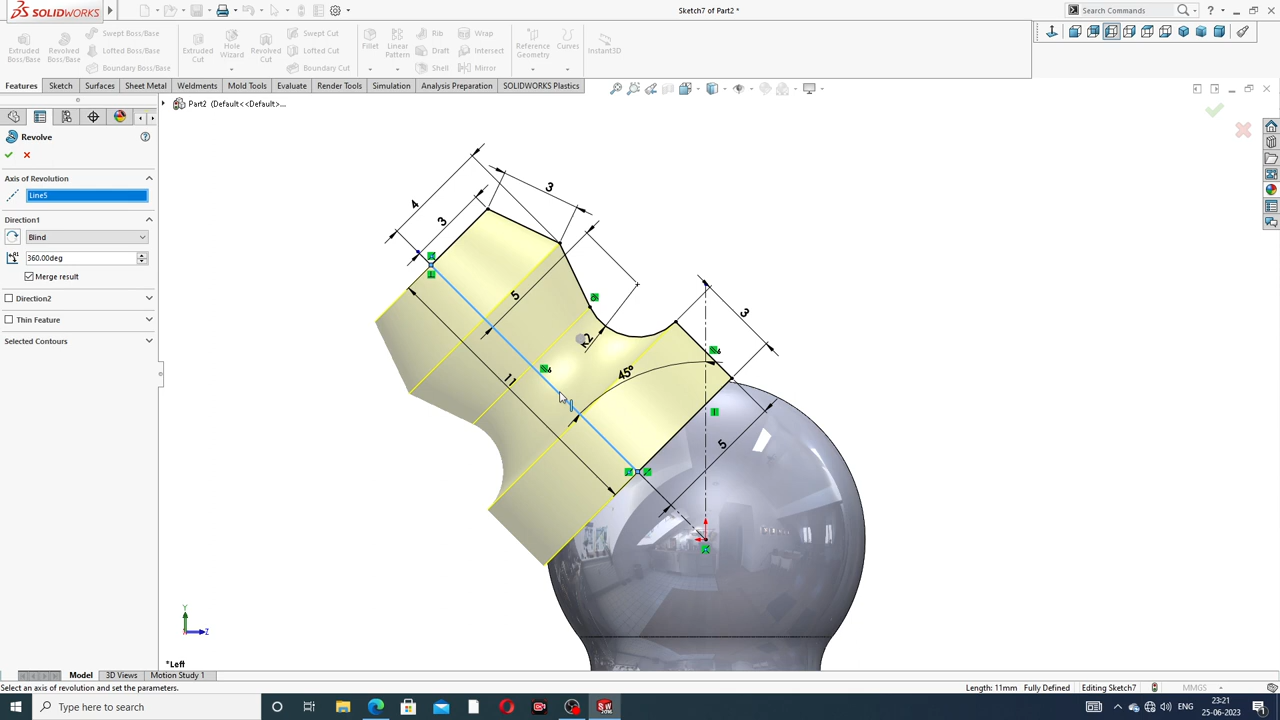 SOLIDWORKS
Sketch7 of Part2 *
Search Commands
Extruded Boss/Base
Revolved Boss/Base
Swept Boss/Base
Lofted Boss/Base
Boundary Boss/Base
Extruded Cut
Hole Wizard
Revolved Cut
Swept Cut
Lofted Cut
Boundary Cut
Fillet
Linear Pattern
Rib
Draft
Shell
Wrap
Intersect
Mirror
Reference Geometry
Curves
Instant3D
Features
Sketch
Surfaces
Sheet Metal
Weldments
Mold Tools
Evaluate
Render Tools
Simulation
Analysis Preparation
SOLIDWORKS Plastics
Part2 (Default<<Default>...
Revolve
Axis of Revolution
Line5
Direction1
Blind
360.00deg
Merge result
Direction2
Thin Feature
Selected Contours
4
3
3
5
R2
3
45°
11
5
Y
Z
*Left
Model
3D Views
Motion Study 1
Select an axis of revolution and set the parameters.
Length: 11mm
Fully Defined
Editing Sketch7
MMGS
Type here to search
ENG
23:21
25-06-2023